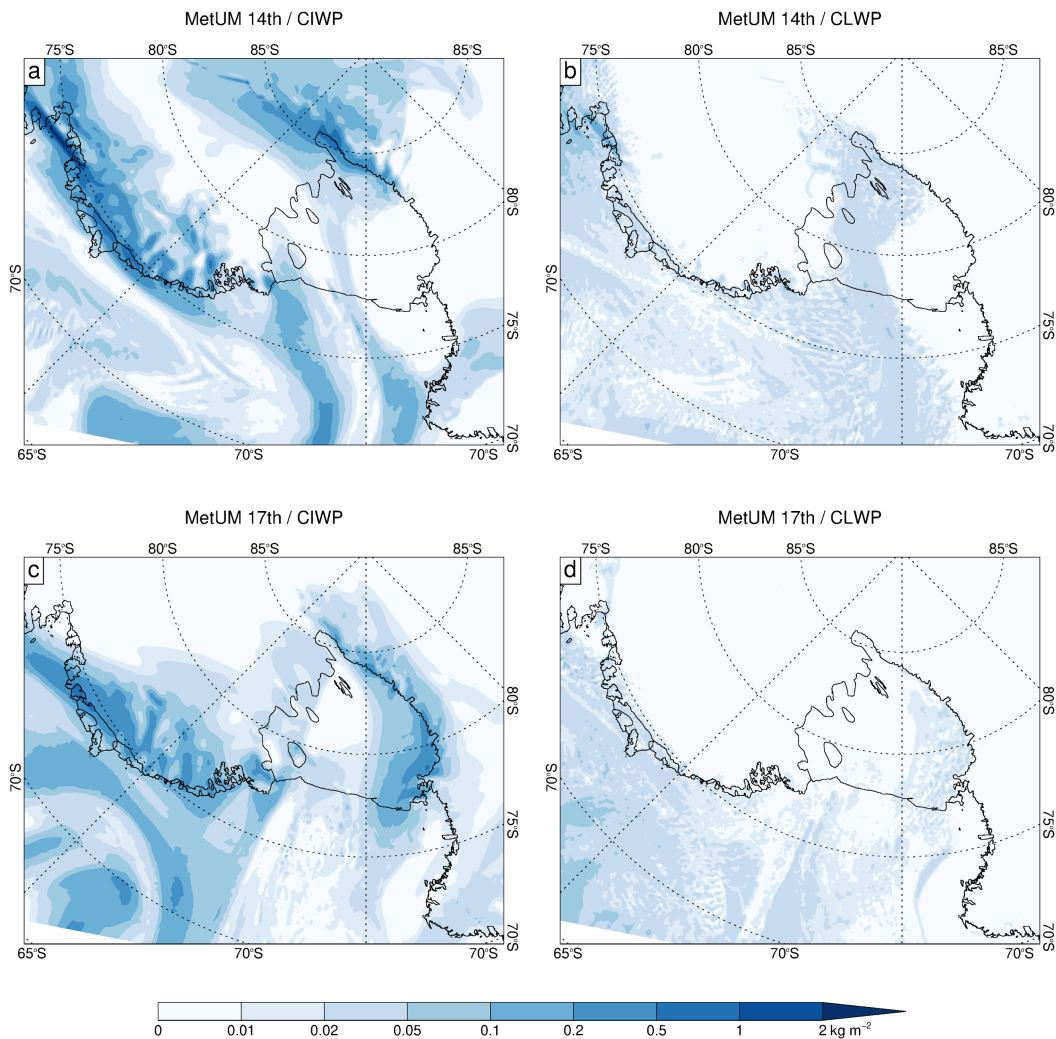 MetUM 14th / CIWP
MetUM 14th / CLWP
75°S 80°S 85°S 85°S
75°S 80°S 85°S 85°S
a
b
80°S
80°S
70°S
70°S
75°S
75°S
70°S
70°S
65°S 70°S 70°S
65°S 70°S 70°S
MetUM 17th / CIWP
MetUM 17th / CLWP
75°S 80°S 85°S 85°S
75°S 80°S 85°S 85°S
c
d
80°S
80°S
70°S
70°S
75°S
75°S
70°S
70°S
65°S 70°S 70°S
65°S 70°S 70°S
0 0.01 0.02 0.05 0.1 0.2 0.5 1 2 kg m⁻²